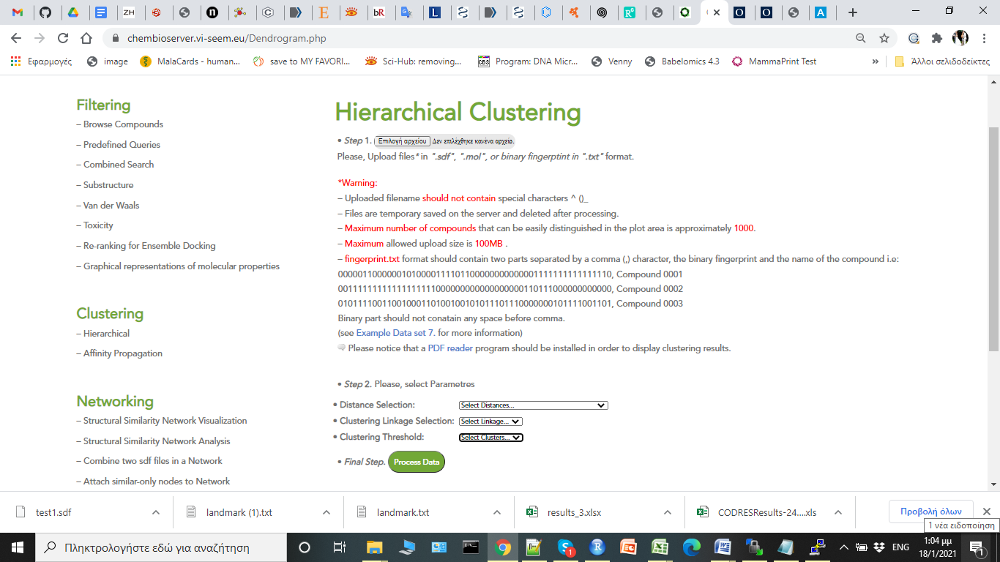 chembioserver.vi-seem.eu/Dendrogram.php
Εφαρμογές
image
MalaCards - human...
save to MY FAVORI...
Sci-Hub: removing...
Program: DNA Micr...
Venny
Babelomics 4.3
MammaPrint Test
»
Άλλοι σελιδοδείκτες
Filtering
– Browse Compounds
– Predefined Queries
– Combined Search
– Substructure
– Van der Waals
– Toxicity
– Re-ranking for Ensemble Docking
– Graphical representations of molecular properties
Clustering
– Hierarchical
– Affinity Propagation
Networking
– Structural Similarity Network Visualization
– Structural Similarity Network Analysis
– Combine two sdf files in a Network
– Attach similar-only nodes to Network
Hierarchical Clustering
• Step 1. Επιλογή αρχείου Δεν επιλέχθηκε κανένα αρχείο.
Please, Upload files* in ".sdf", ".mol", or binary fingerptint in ".txt" format.
*Warning:
– Uploaded filename should not contain special characters ^ ()_
– Files are temporary saved on the server and deleted after processing.
– Maximum number of compounds that can be easily distinguished in the plot area is approximately 1000.
– Maximum allowed upload size is 100MB .
– fingerprint.txt format should contain two parts separated by a comma (,) character, the binary fingerprint and the name of the compound i.e:
Compound 0001
Compound 0002
Compound 0003
Binary part should not conatain any space before comma.
(see Example Data set 7. for more information)
Please notice that a PDF reader program should be installed in order to display clustering results.
• Step 2. Please, select Parametres
• Distance Selection: Select Distances...
• Clustering Linkage Selection: Select Linkage...
• Clustering Threshold: Select Clusters...
• Final Step. Process Data
test1.sdf
landmark (1).txt
landmark.txt
results_3.xlsx
CODRESResults-24....xls
Προβολή όλων
1 νέα ειδοποίηση
Πληκτρολογήστε εδώ για αναζήτηση
ENG
1:04 μμ
18/1/2021